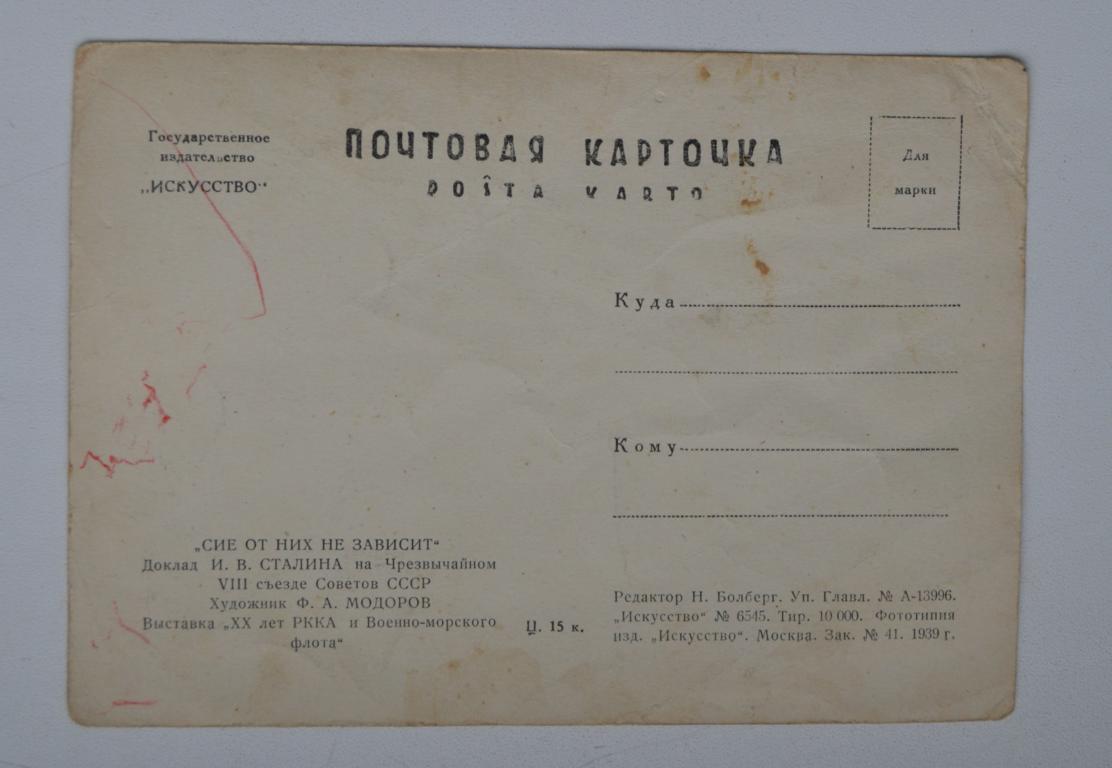 Государственное
издательство
„ИСКУССТВО“
ПОЧТОВАЯ КАРТОЧКА
POŜTA KARTO
Для
марки
Куда
Кому
„СИЕ ОТ НИХ НЕ ЗАВИСИТ“
Доклад И. В. СТАЛИНА на Чрезвычайном
VIII съезде Советов СССР
Художник Ф. А. МОДОРОВ
Выставка „XX лет РККА и Военно-морского
флота“
Ц. 15 к.
Редактор Н. Болберг. Уп. Главл. № А-13996.
„Искусство“ № 6545. Тир. 10 000. Фототипия
изд. „Искусство“. Москва. Зак. № 41. 1939 г.